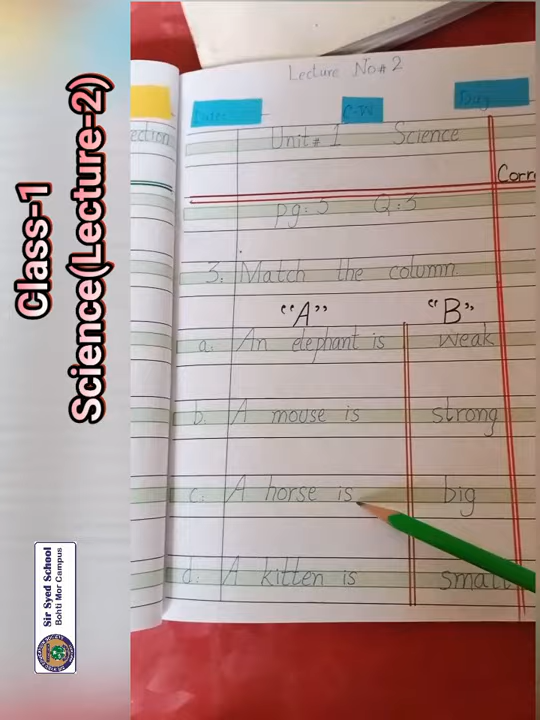 Class-1
Science(Lecture-2)
Sir Syed School
Bohti Mor Campus
Lecture No# 2
Date: C.W Day
ection
Unit# 1 Science
Corr
pg:5 Q:3
3. Match the column
"A" "B"
a. An elephant is weak
b. A mouse is strong
c. A horse is big
d. A kitten is small